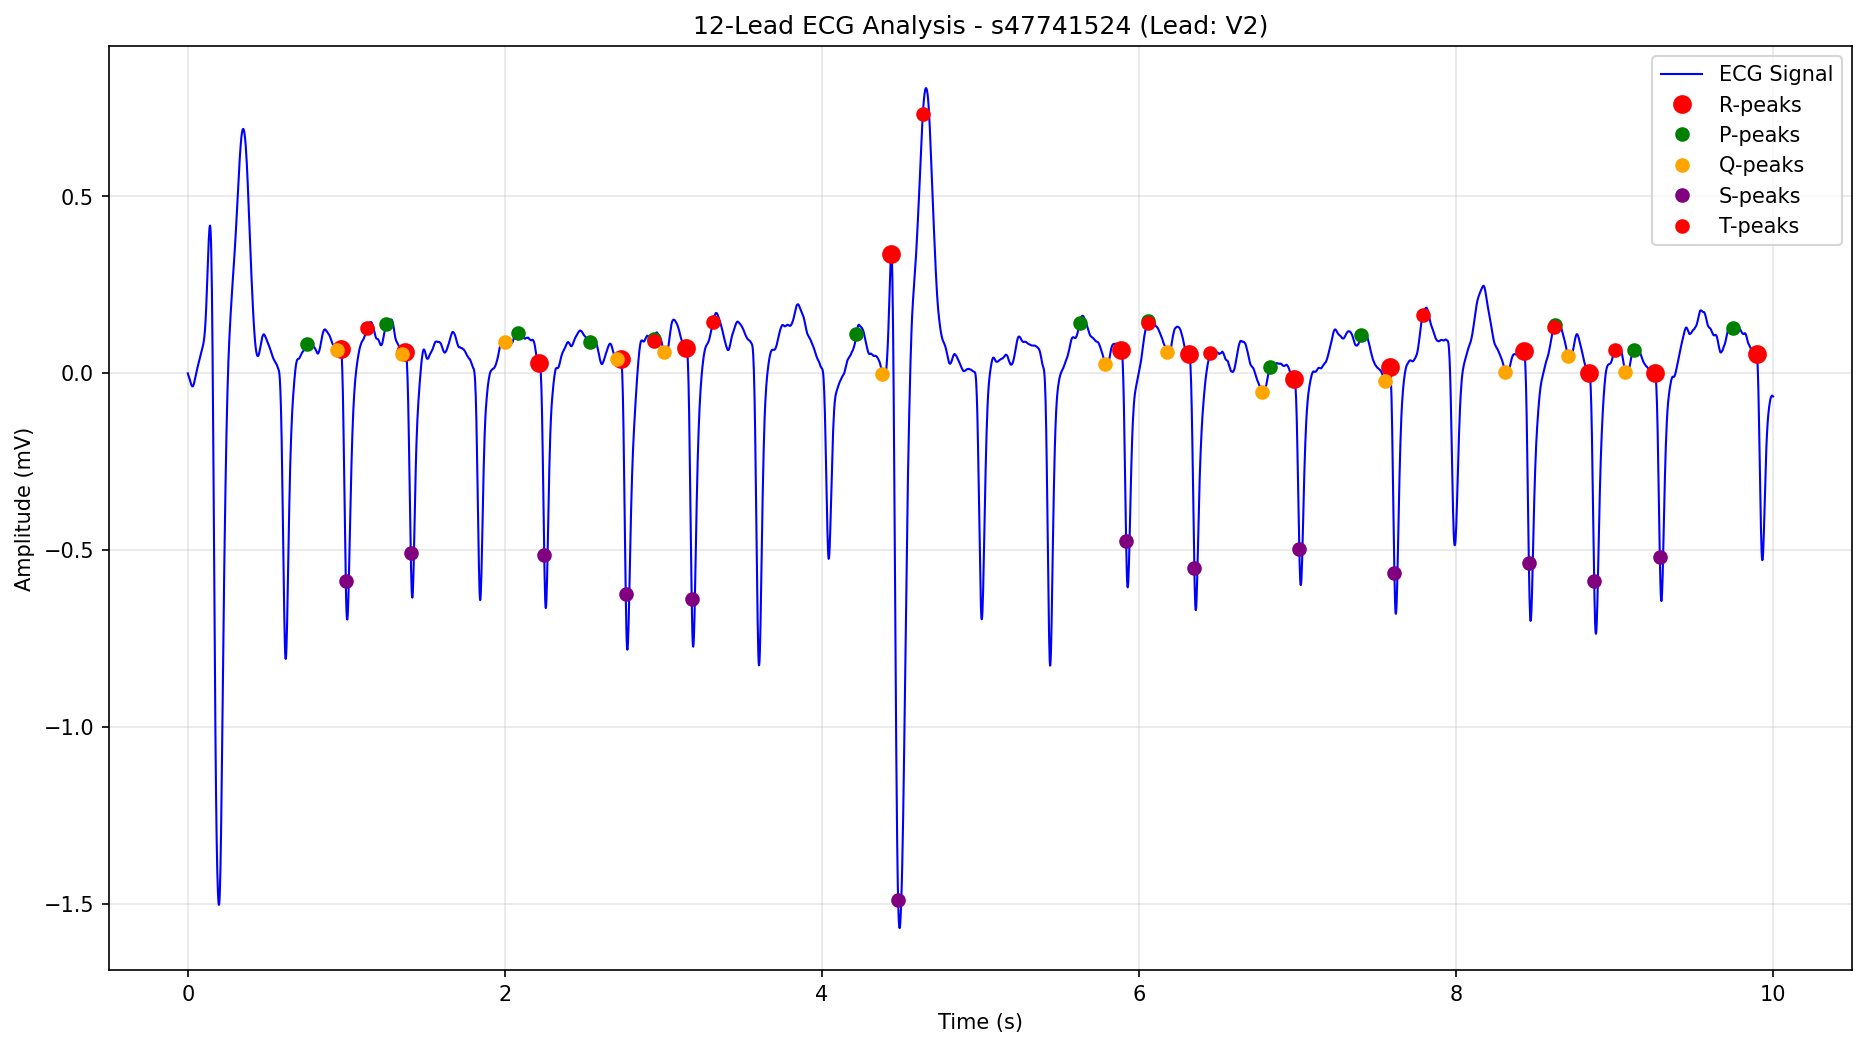 12-Lead ECG Analysis - s47741524 (Lead: V2)
ECG Signal
R-peaks
P-peaks
Q-peaks
S-peaks
T-peaks
Amplitude (mV)
0.5
0.0
−0.5
−1.0
−1.5
0 2 4 6 8 10
Time (s)